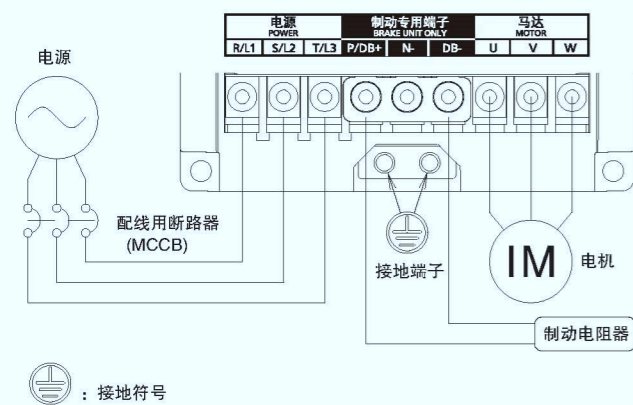 电源 制动专用端子 马达
POWER BRAKE UNIT ONLY MOTOR
R/L1 S/L2 T/L3 P/DB+ N- DB- U V W
电源
配线用断路器
(MCCB)
接地端子
IM 电机
制动电阻器
：接地符号